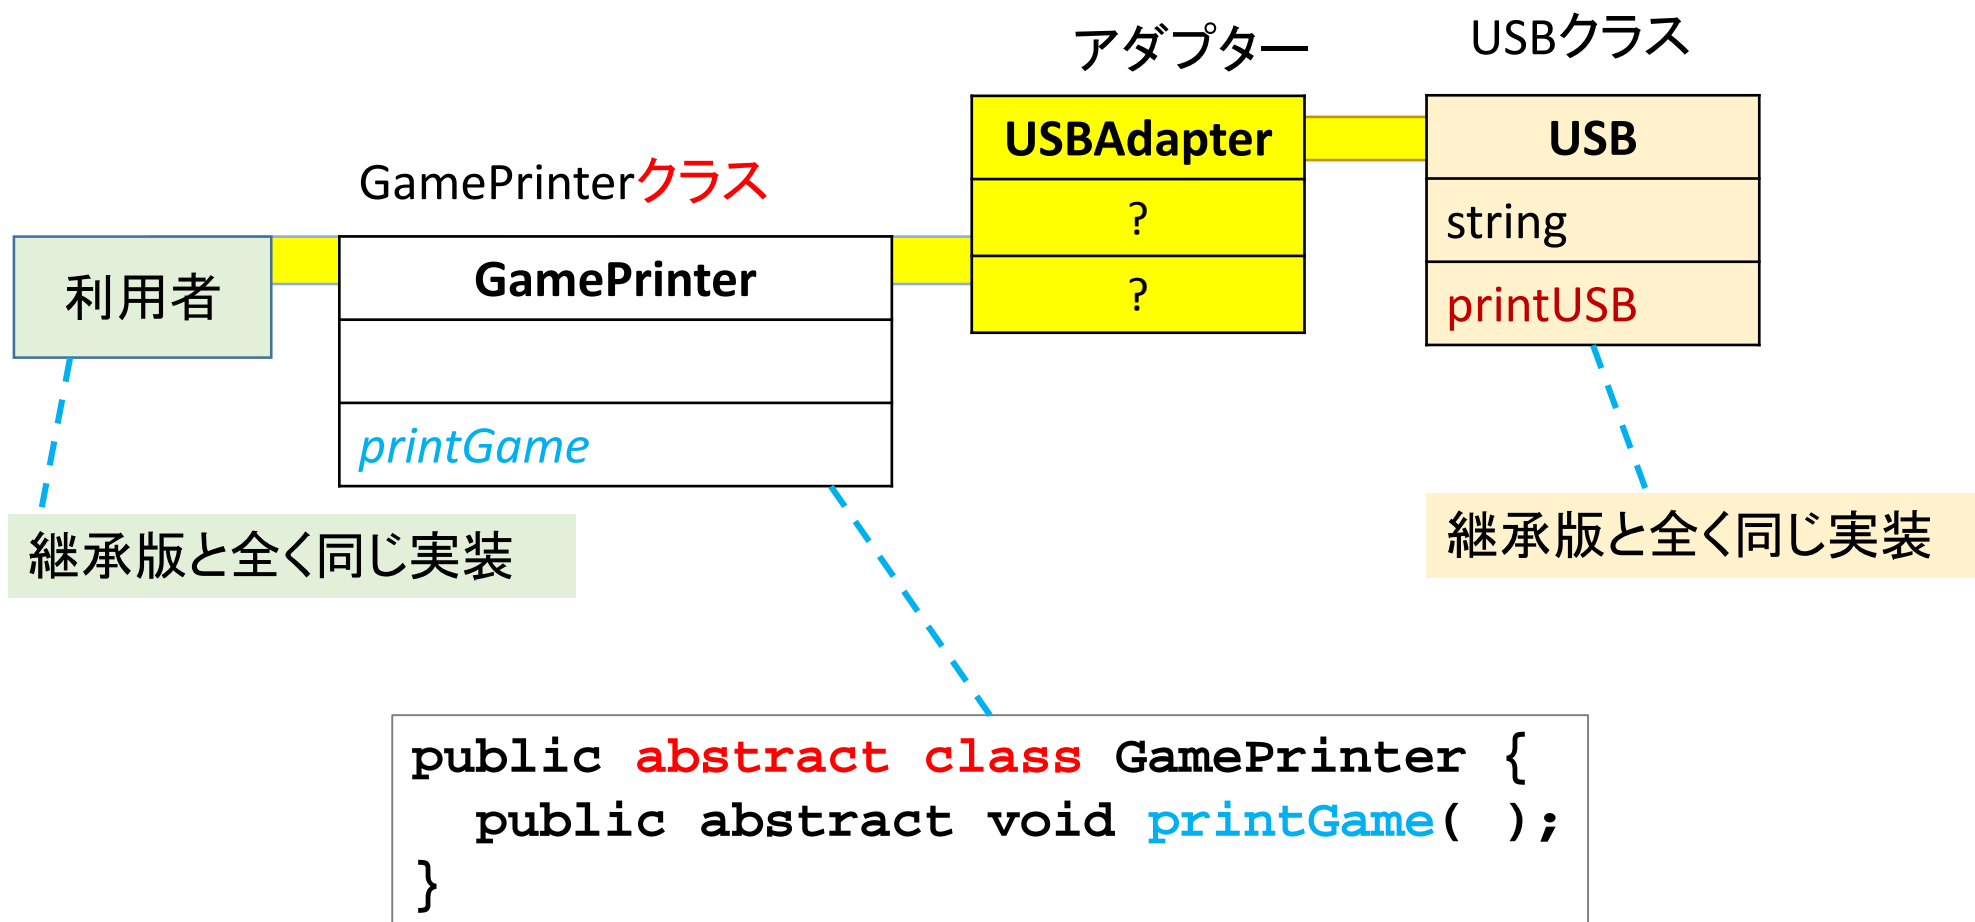 アダプター
USBクラス
USBAdapter
?
?
USB
string
printUSB
GamePrinterクラス
利用者
GamePrinter
printGame
継承版と全く同じ実装
継承版と全く同じ実装
public abstract class GamePrinter {
public abstract void printGame( );
}